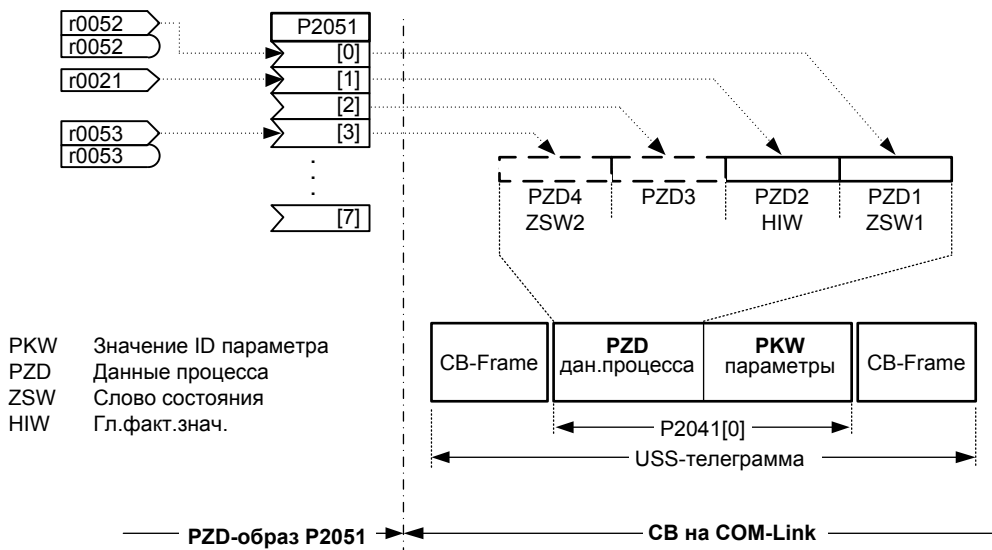 r0052
r0052
r0021
r0053
r0053
P2051
[0]
[1]
[2]
[3]
[7]
PZD4 PZD3 PZD2 PZD1
ZSW2 HIW ZSW1
PKW Значение ID параметра
PZD Данные процесса
ZSW Слово состояния
HIW Гл.факт.знач.
CB-Frame PZD PKW CB-Frame
дан.процесса параметры
P2041[0]
USS-телеграмма
PZD-образ P2051 CB на COM-Link